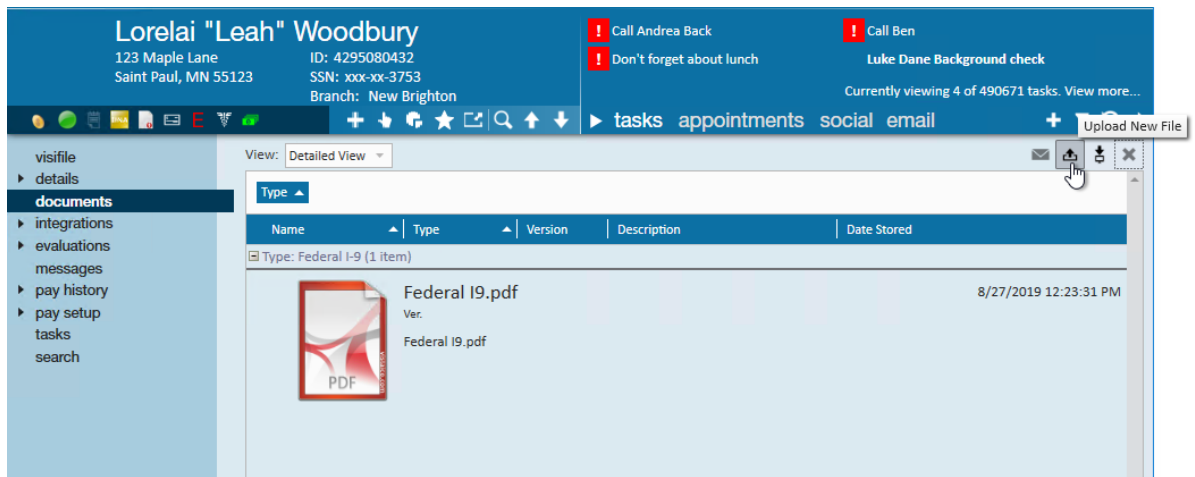 Lorelai "Leah" Woodbury
123 Maple Lane
Saint Paul, MN 55123
ID: 4295080432
SSN: xxx-xx-3753
Branch: New Brighton
! Call Andrea Back
! Don't forget about lunch
! Call Ben
Luke Dane Background check
Currently viewing 4 of 490671 tasks. View more...
E
tasks appointments social email
Upload New File
visifile
details
documents
integrations
evaluations
messages
pay history
pay setup
tasks
search
View: Detailed View
Type
Name Type Version Description Date Stored
Type: Federal I-9 (1 item)
Federal I9.pdf 8/27/2019 12:23:31 PM
Ver.
Federal I9.pdf
PDF